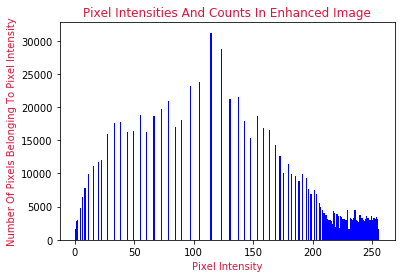 Pixel Intensities And Counts In Enhanced Image
Number Of Pixels Belonging To Pixel Intensity
30000
25000
20000
15000
10000
5000
0
0 50 100 150 200 250
Pixel Intensity